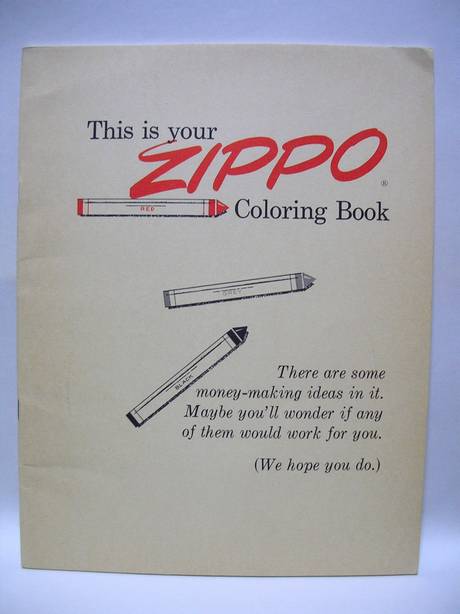 This is your
ZIPPO®
RED
Coloring Book
GREY
BLACK
There are some
money-making ideas in it.
Maybe you'll wonder if any
of them would work for you.
(We hope you do.)